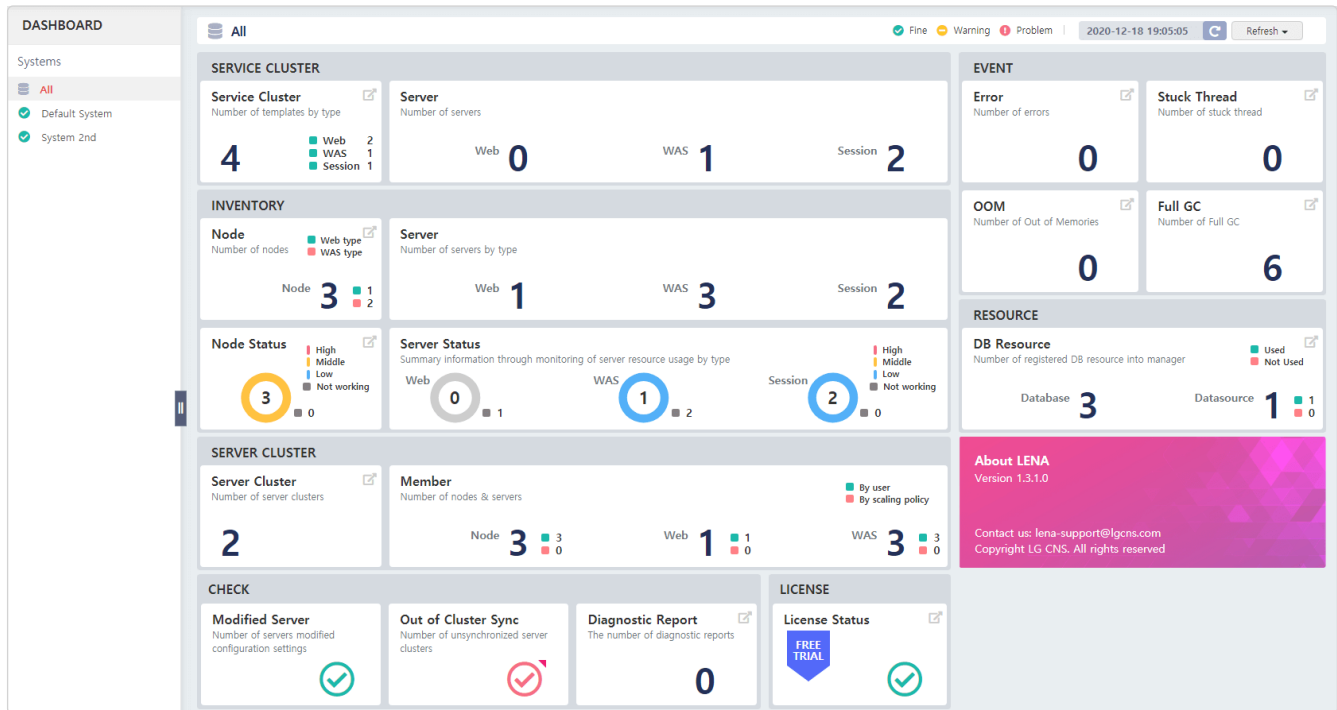 DASHBOARD
Systems
All
Default System
System 2nd
All
Fine
Warning
Problem
2020-12-18 19:05:05
Refresh
SERVICE CLUSTER
Service Cluster
Number of templates by type
4
Web 2
WAS 1
Session 1
Server
Number of servers
Web 0
WAS 1
Session 2
INVENTORY
Node
Number of nodes
Web type
WAS type
Node 3
1
2
Server
Number of servers by type
Web 1
WAS 3
Session 2
Node Status
High
Middle
Low
Not working
3
0
Server Status
Summary information through monitoring of server resource usage by type
High
Middle
Low
Not working
Web 0
1
WAS 1
2
Session 2
0
SERVER CLUSTER
Server Cluster
Number of server clusters
2
Member
Number of nodes & servers
By user
By scaling policy
Node 3
3
0
Web 1
1
0
WAS 3
3
0
CHECK
Modified Server
Number of servers modified
configuration settings
Out of Cluster Sync
Number of unsynchronized server
clusters
Diagnostic Report
The number of diagnostic reports
0
LICENSE
License Status
FREE
TRIAL
EVENT
Error
Number of errors
0
Stuck Thread
Number of stuck thread
0
OOM
Number of Out of Memories
0
Full GC
Number of Full GC
6
RESOURCE
DB Resource
Number of registered DB resource into manager
Used
Not Used
Database 3
Datasource 1
1
0
About LENA
Version 1.3.1.0
Contact us: lena-support@lgcns.com
Copyright LG CNS. All rights reserved